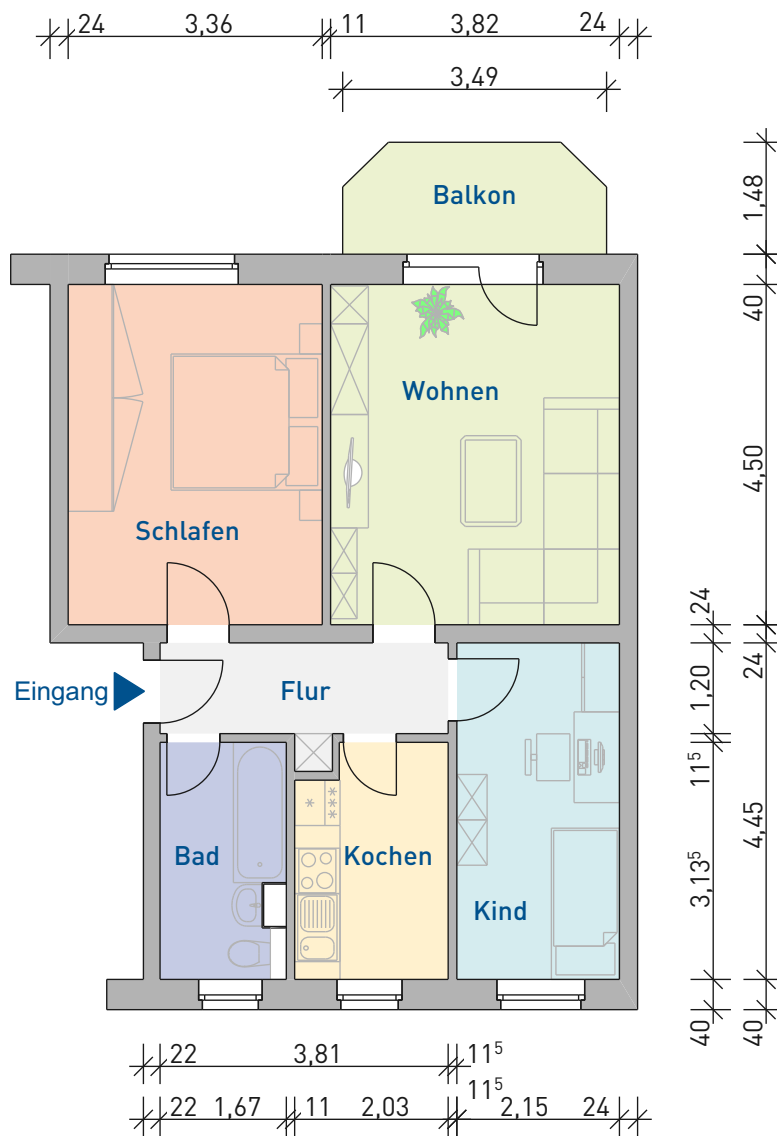 24 3,36 11 3,82 24
3,49
Balkon
1,48
40
Wohnen
4,50
Schlafen
24
24
Eingang
Flur
1,20
11⁵
Bad
Kochen
4,45
3,13⁵
Kind
40
40
22 3,81 11⁵
11⁵
22 1,67 11 2,03 2,15 24